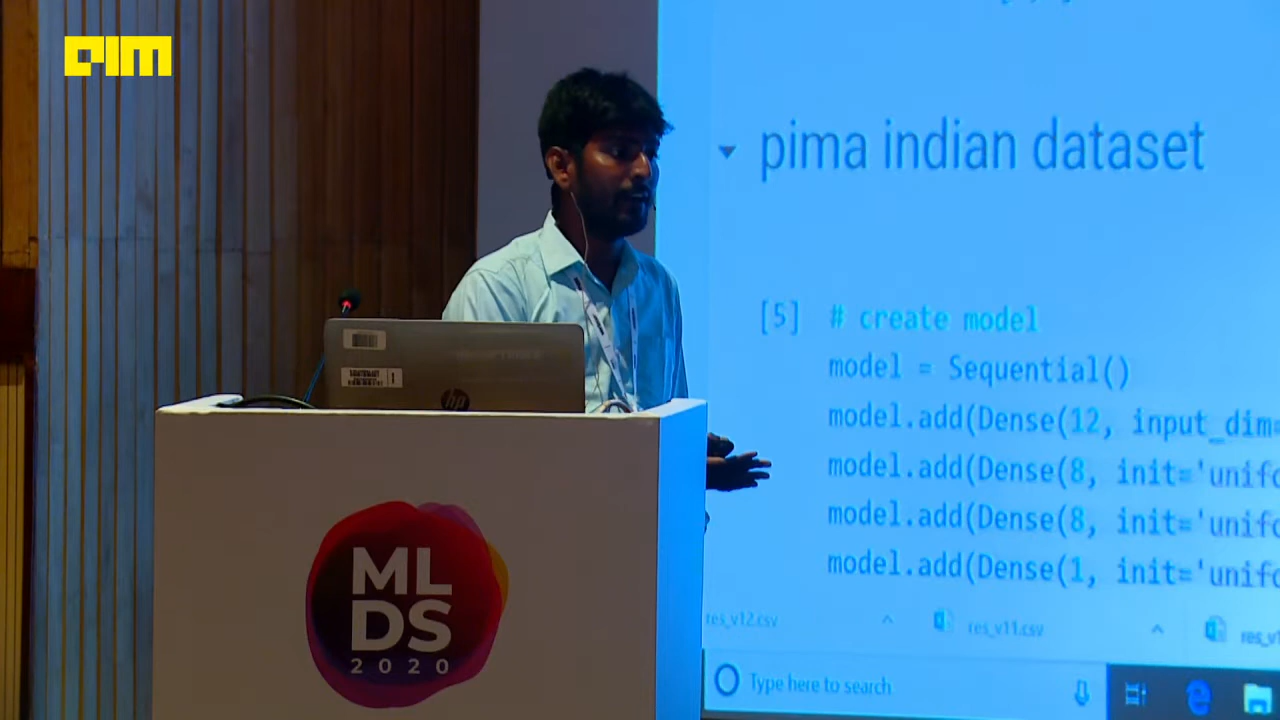 AIM
pima indian dataset
[5] # create model
model = Sequential()
model.add(Dense(12, input_dim=
model.add(Dense(8, init='unifo
model.add(Dense(8, init='unifo
model.add(Dense(1, init='unifo
res_v12.csv
res_v11.csv
Type here to search
hp
ML
DS
2020